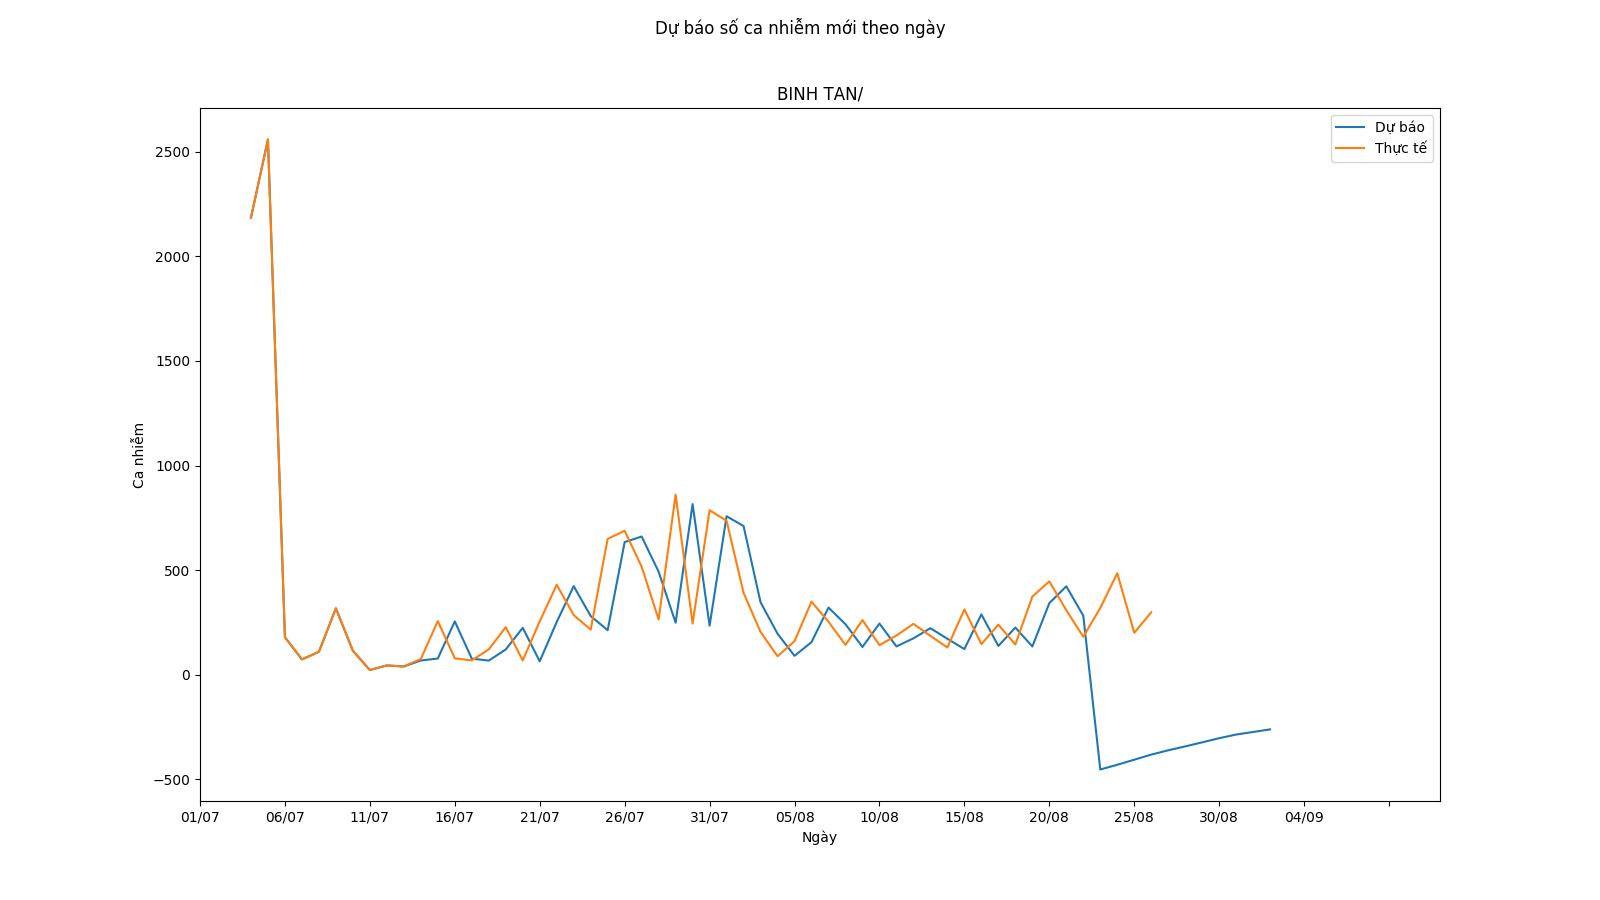 Dự báo số ca nhiễm mới theo ngày
BINH TAN/
Dự báo
Thực tế
2500
2000
1500
1000
500
0
−500
Ca nhiễm
01/07 06/07 11/07 16/07 21/07 26/07 31/07 05/08 10/08 15/08 20/08 25/08 30/08 04/09
Ngày